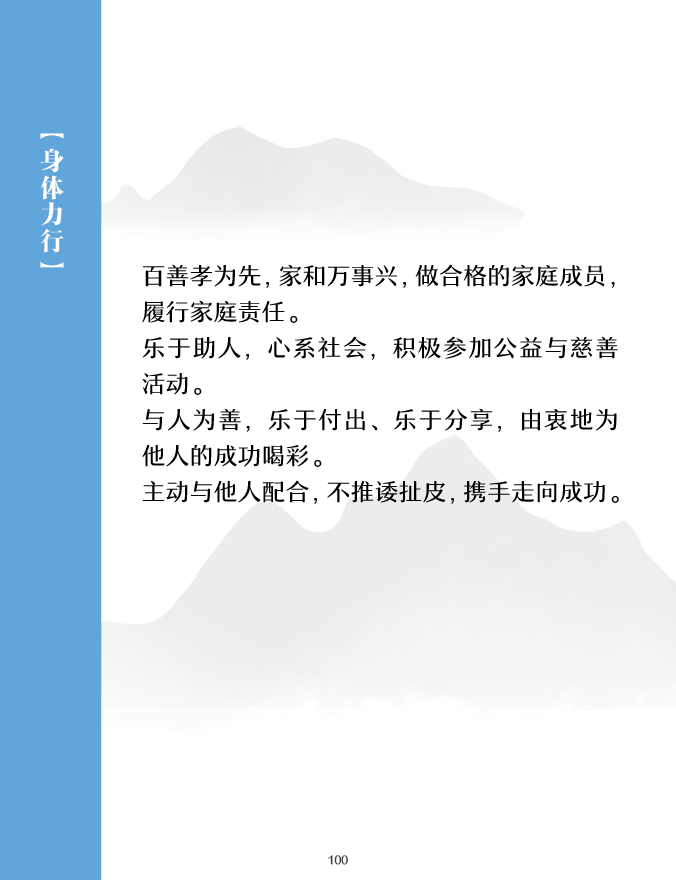 【身体力行】
百善孝为先，家和万事兴，做合格的家庭成员，
履行家庭责任。
乐于助人，心系社会，积极参加公益与慈善
活动。
与人为善，乐于付出、乐于分享，由衷地为
他人的成功喝彩。
主动与他人配合，不推诿扯皮，携手走向成功。
100